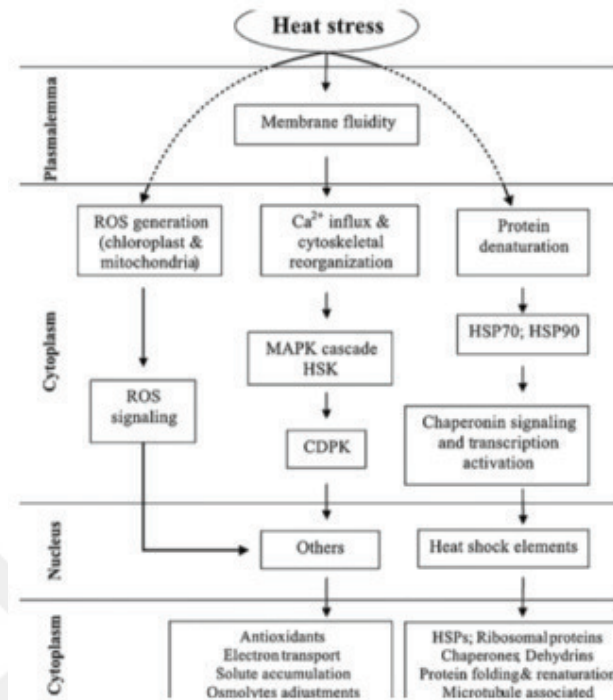 Heat stress
Plasmalemma
Membrane fluidity
Cytoplasm
ROS generation
(chloroplast &
mitochondria)
Ca²⁺ influx &
cytoskeletal
reorganization
Protein
denaturation
MAPK cascade
HSK
HSP70; HSP90
ROS
signaling
CDPK
Chaperonin signaling
and transcription
activation
Nucleus
Others
Heat shock elements
Cytoplasm
Antioxidants
Electron transport
Solute accumulation
Osmolytes adjustments
HSPs; Ribosomal proteins
Chaperones; Dehydrins
Protein folding & renaturation
Microtubule associated